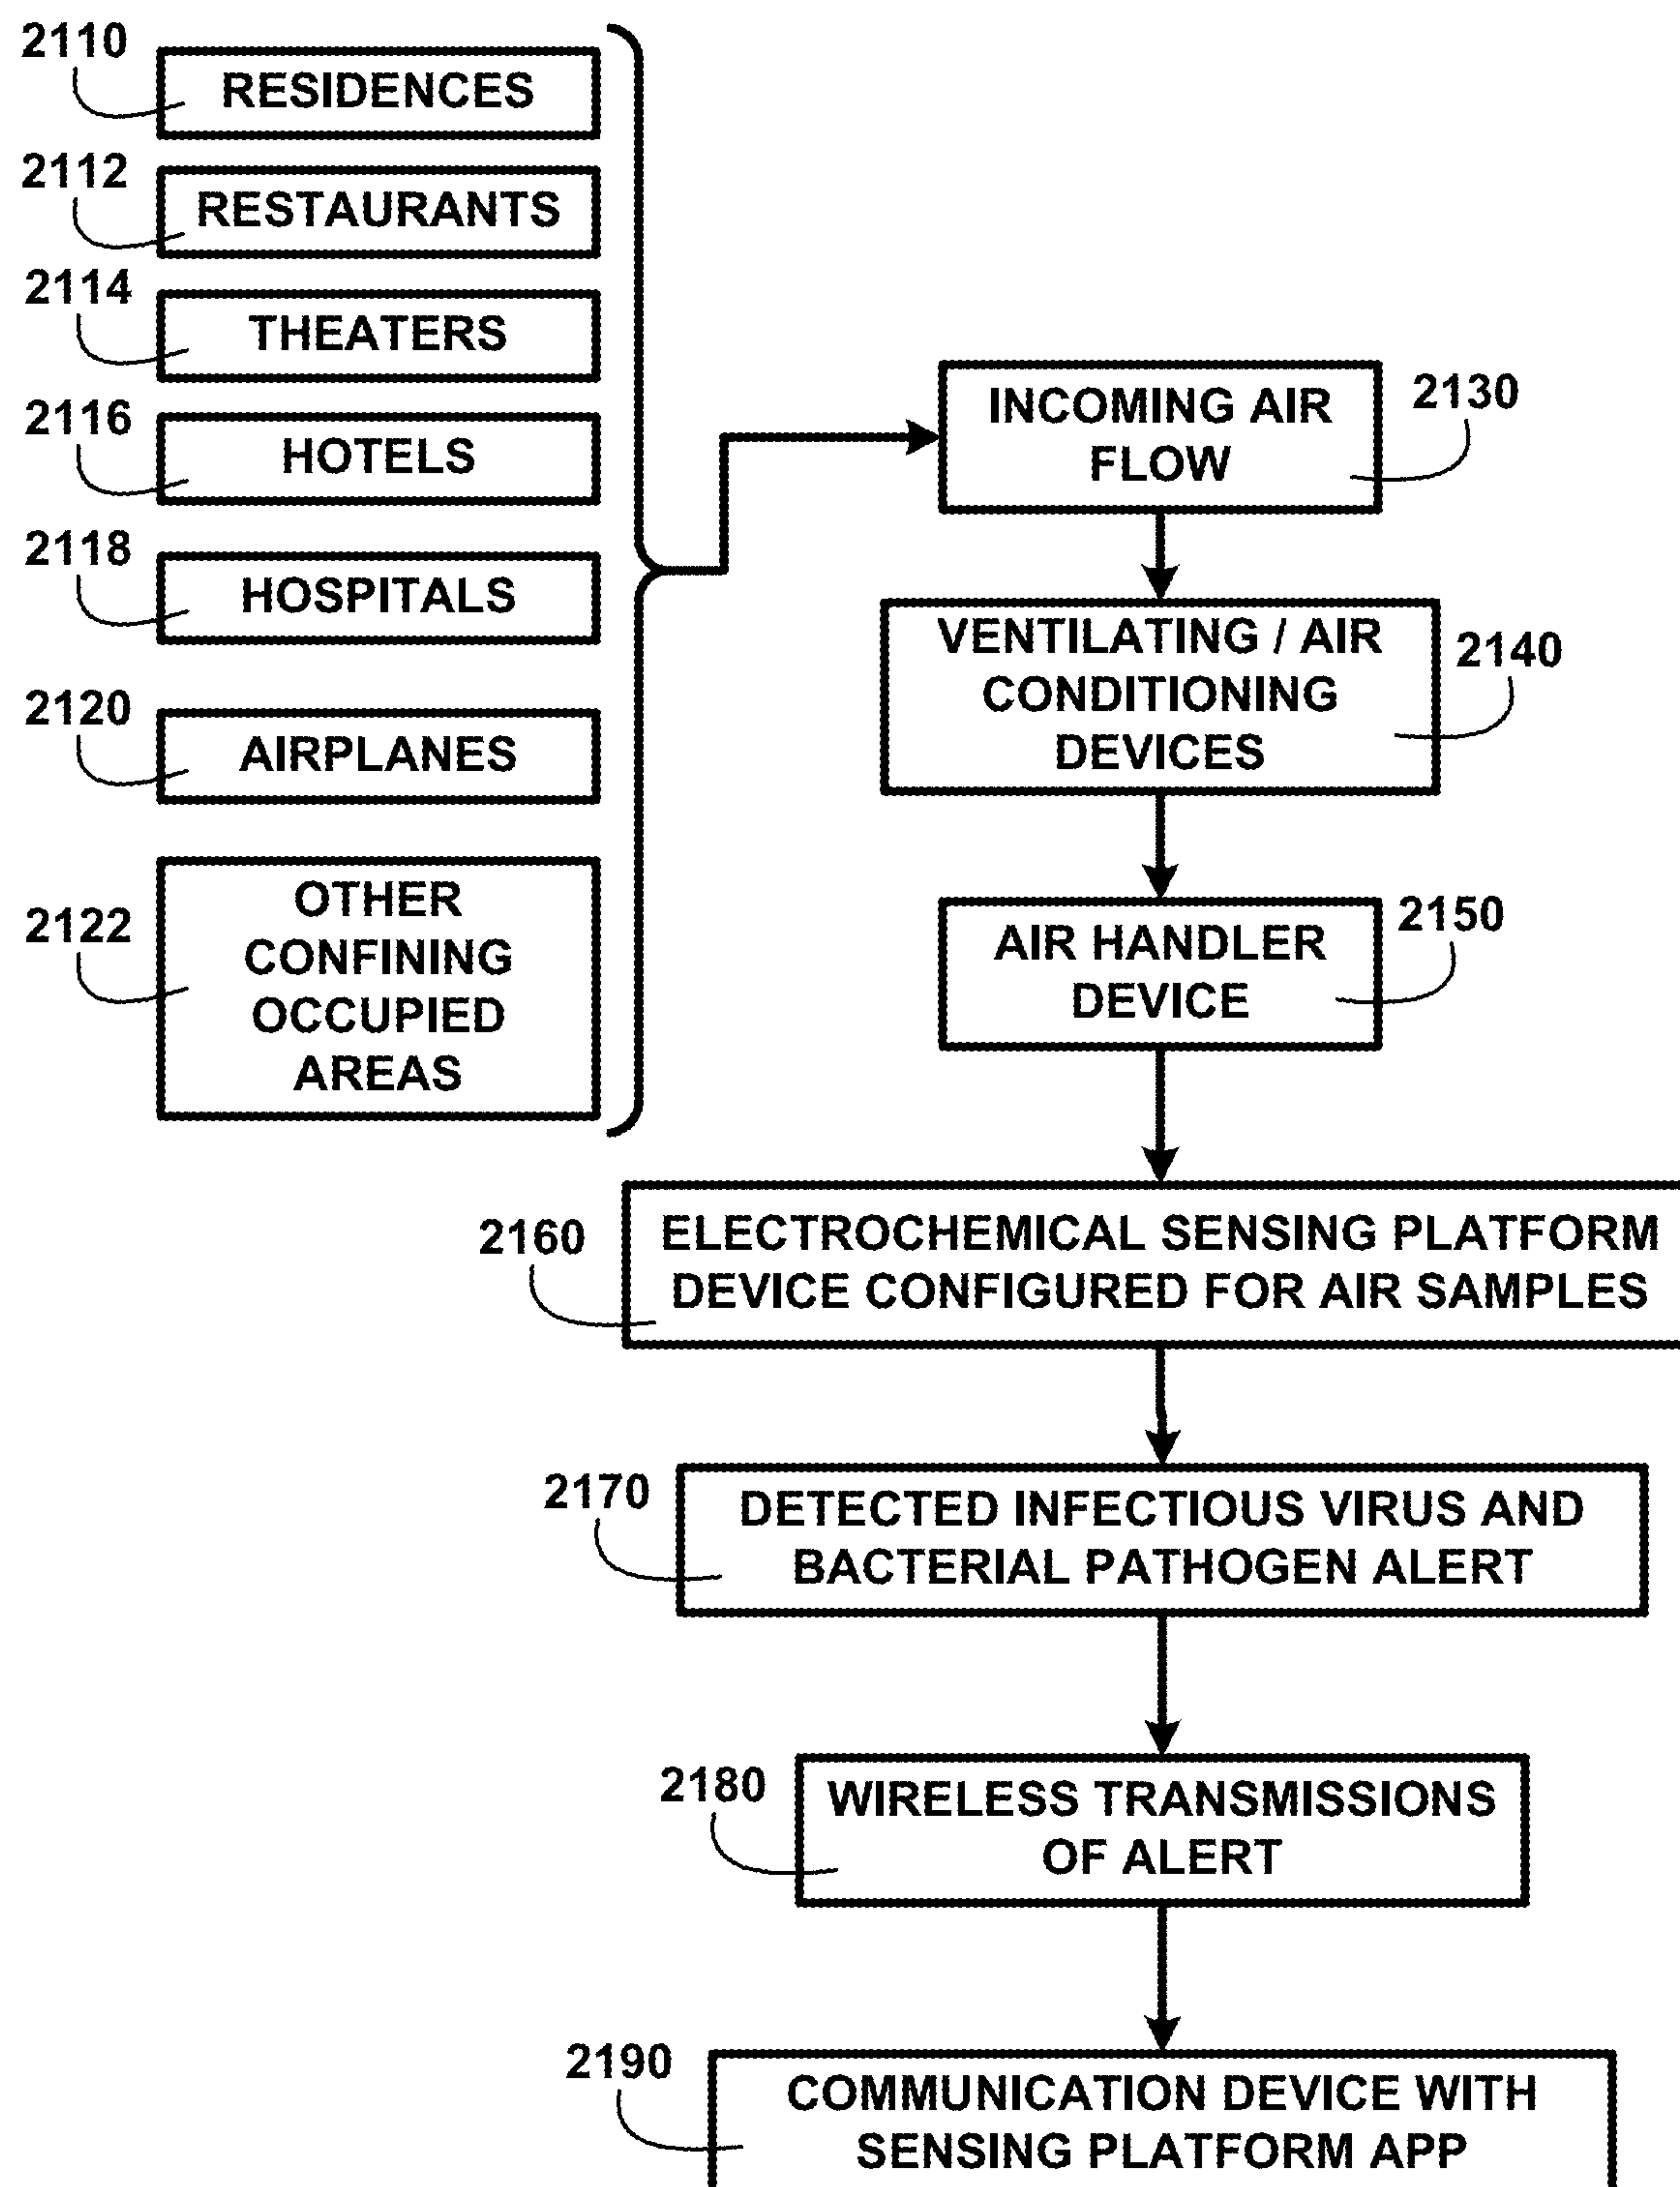 2110
RESIDENCES
2112
RESTAURANTS
2114
THEATERS
2116
HOTELS
2118
HOSPITALS
2120
AIRPLANES
2122
OTHER
CONFINING
OCCUPIED
AREAS
INCOMING AIR
FLOW
2130
VENTILATING / AIR
CONDITIONING
DEVICES
2140
AIR HANDLER
DEVICE
2150
2160
ELECTROCHEMICAL SENSING PLATFORM
DEVICE CONFIGURED FOR AIR SAMPLES
2170
DETECTED INFECTIOUS VIRUS AND
BACTERIAL PATHOGEN ALERT
2180
WIRELESS TRANSMISSIONS
OF ALERT
2190
COMMUNICATION DEVICE WITH
SENSING PLATFORM APP